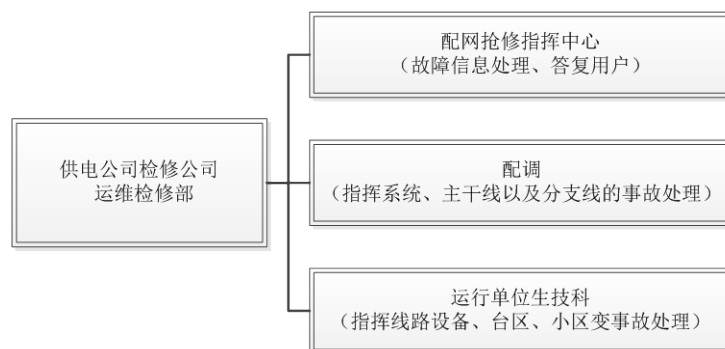 配网抢修指挥中心
（故障信息处理、答复用户）
供电公司检修公司
运维检修部
配调
（指挥系统、主干线以及分支线的事故处理）
运行单位生技科
（指挥线路设备、台区、小区变事故处理）